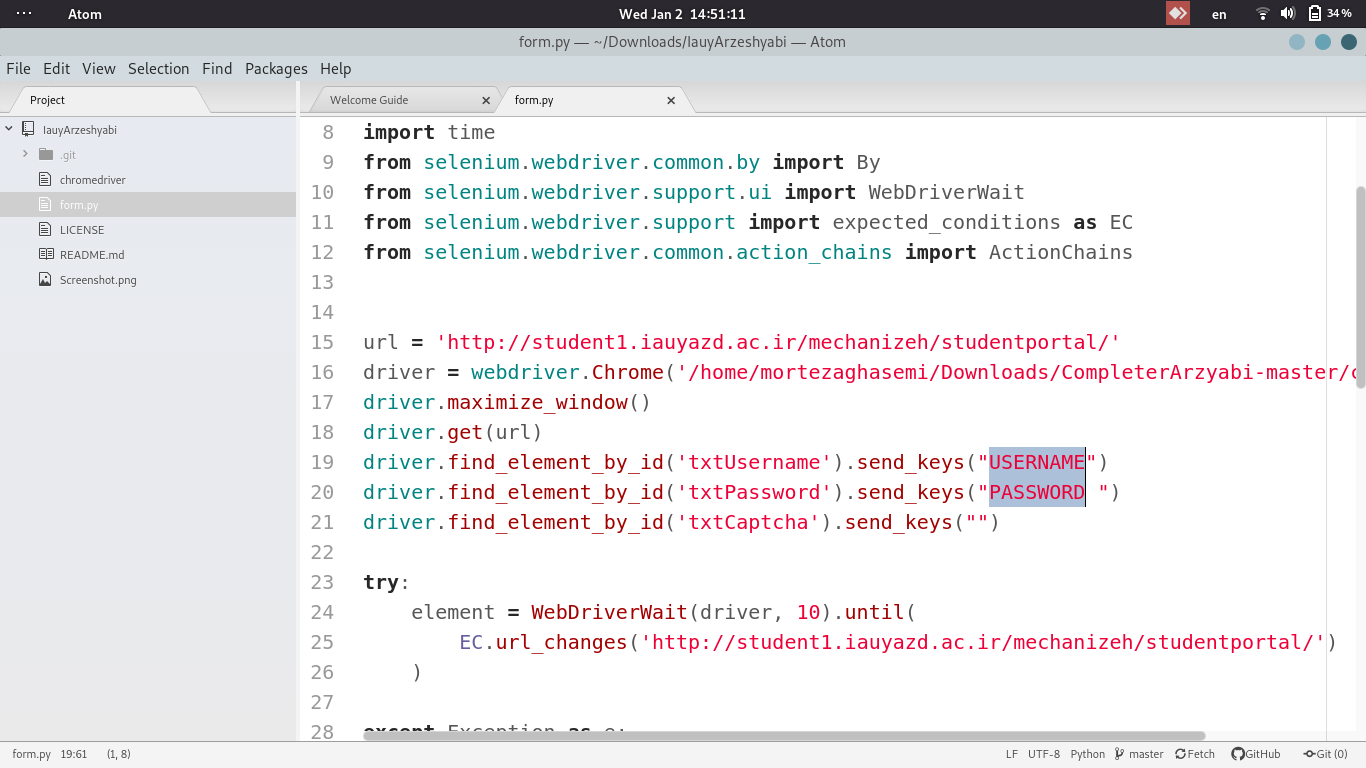 Atom
Wed Jan 2 14:51:11
en
34 %
form.py — ~/Downloads/IauyArzeshyabi — Atom
File Edit View Selection Find Packages Help
Project
Welcome Guide
form.py
IauyArzeshyabi
.git
chromedriver
form.py
LICENSE
README.md
Screenshot.png
8 import time
9 from selenium.webdriver.common.by import By
10 from selenium.webdriver.support.ui import WebDriverWait
11 from selenium.webdriver.support import expected_conditions as EC
12 from selenium.webdriver.common.action_chains import ActionChains
13
14
15 url = 'http://student1.iauyazd.ac.ir/mechanizeh/studentportal/'
16 driver = webdriver.Chrome('/home/mortezaghasemi/Downloads/CompleterArzyabi-master/c
17 driver.maximize_window()
18 driver.get(url)
19 driver.find_element_by_id('txtUsername').send_keys("USERNAME")
20 driver.find_element_by_id('txtPassword').send_keys("PASSWORD ")
21 driver.find_element_by_id('txtCaptcha').send_keys("")
22
23 try:
24     element = WebDriverWait(driver, 10).until(
25         EC.url_changes('http://student1.iauyazd.ac.ir/mechanizeh/studentportal/')
26     )
27
28 except Exception as e:
form.py 19:61 (1, 8)
LF UTF-8 Python master Fetch GitHub Git (0)